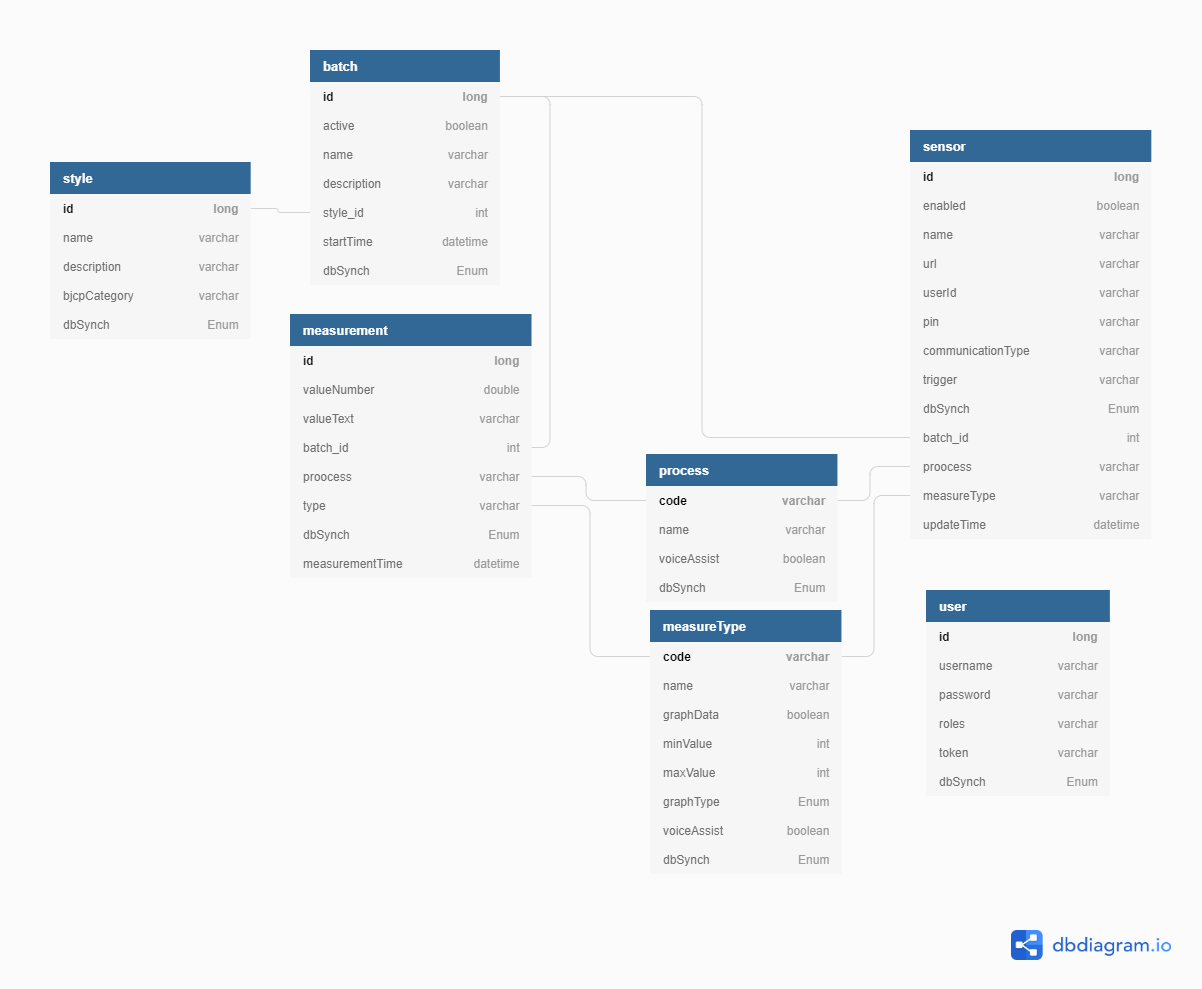 batch
id long
active boolean
name varchar
description varchar
style_id int
startTime datetime
dbSynch Enum
style
id long
name varchar
description varchar
bjcpCategory varchar
dbSynch Enum
measurement
id long
valueNumber double
valueText varchar
batch_id int
proocess varchar
type varchar
dbSynch Enum
measurementTime datetime
process
code varchar
name varchar
voiceAssist boolean
dbSynch Enum
measureType
code varchar
name varchar
graphData boolean
minValue int
maxValue int
graphType Enum
voiceAssist boolean
dbSynch Enum
sensor
id long
enabled boolean
name varchar
url varchar
userId varchar
pin varchar
communicationType varchar
trigger varchar
dbSynch Enum
batch_id int
proocess varchar
measureType varchar
updateTime datetime
user
id long
username varchar
password varchar
roles varchar
token varchar
dbSynch Enum
dbdiagram.io